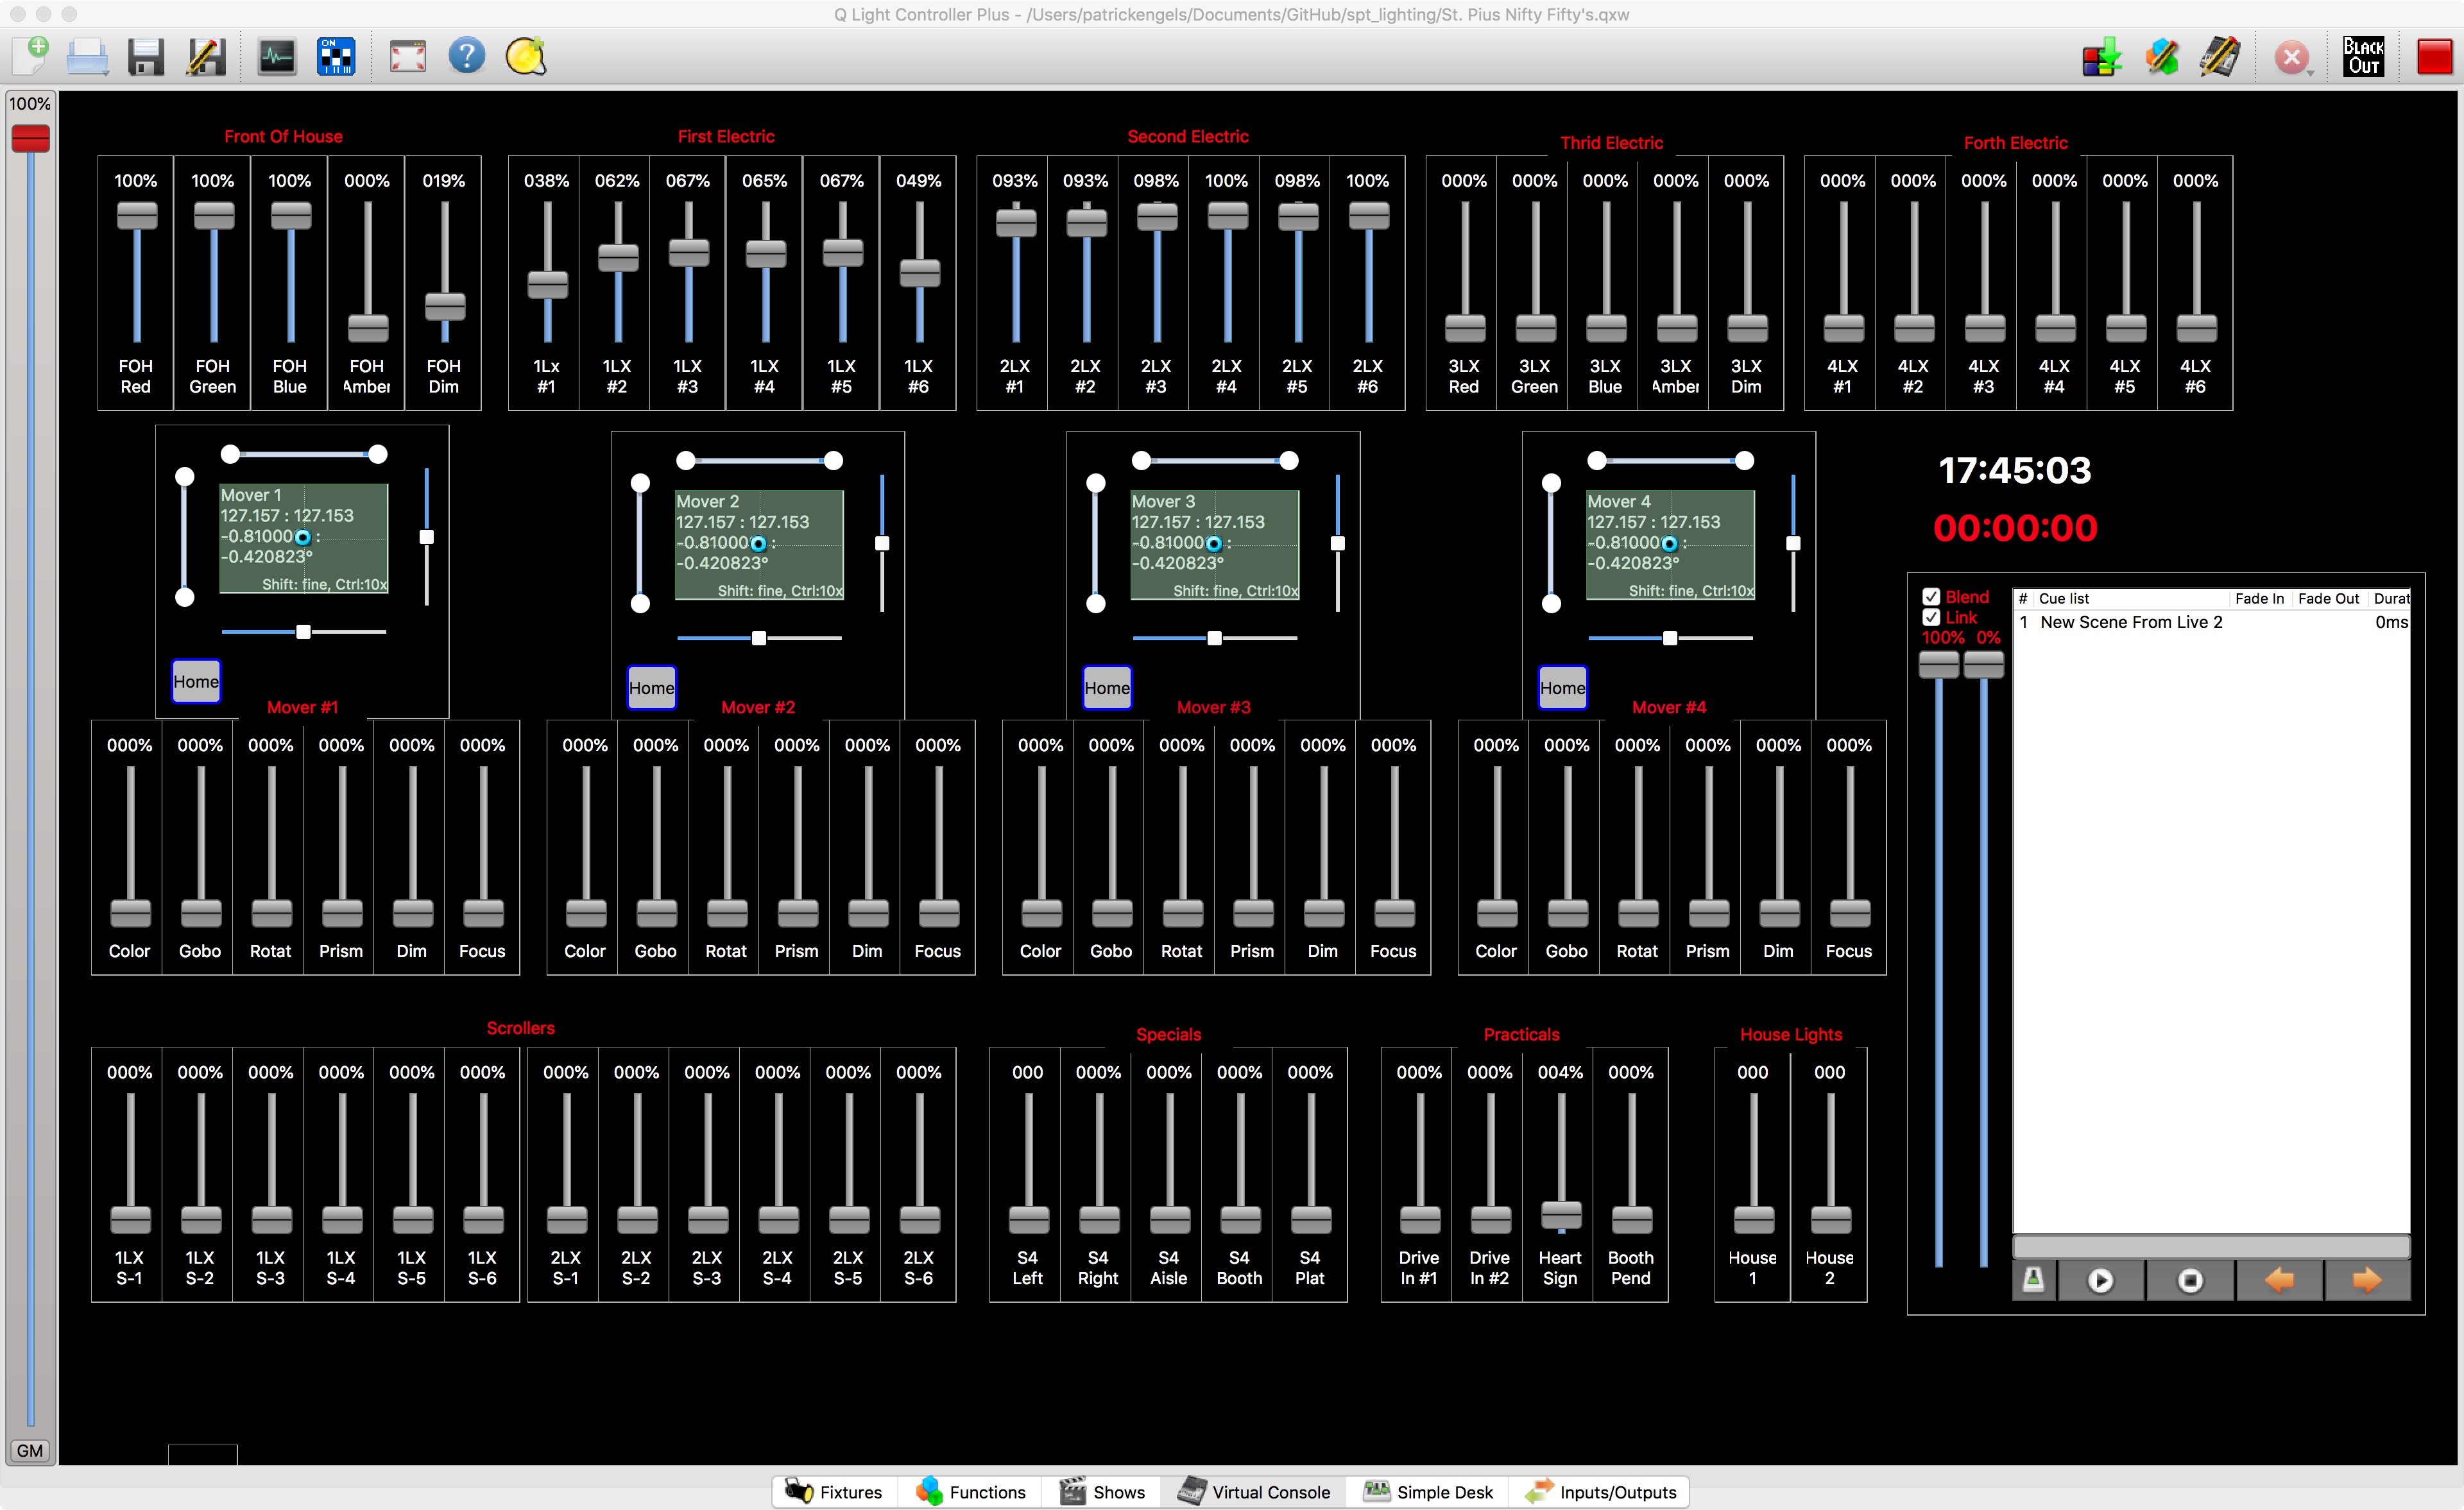 Q Light Controller Plus - /Users/patrickengels/Documents/GitHub/spt_lighting/St. Pius Nifty Fifty's.qxw
ON
BLACK OUT
100%
GM
Front Of House
100% 100% 100% 000% 019%
FOH Red FOH Green FOH Blue FOH Amber FOH Dim
First Electric
038% 062% 067% 065% 067% 049%
1Lx #1 1LX #2 1LX #3 1LX #4 1LX #5 1LX #6
Second Electric
093% 093% 098% 100% 098% 100%
2LX #1 2LX #2 2LX #3 2LX #4 2LX #5 2LX #6
Thrid Electric
000% 000% 000% 000% 000%
3LX Red 3LX Green 3LX Blue 3LX Amber 3LX Dim
Forth Electric
000% 000% 000% 000% 000% 000%
4LX #1 4LX #2 4LX #3 4LX #4 4LX #5 4LX #6
Mover 1
127.157 : 127.153
-0.81000 :
-0.420823°
Shift: fine, Ctrl:10x
Home
Mover 2
127.157 : 127.153
-0.81000 :
-0.420823°
Shift: fine, Ctrl:10x
Home
Mover 3
127.157 : 127.153
-0.81000 :
-0.420823°
Shift: fine, Ctrl:10x
Home
Mover 4
127.157 : 127.153
-0.81000 :
-0.420823°
Shift: fine, Ctrl:10x
Home
17:45:03
00:00:00
Mover #1
000% 000% 000% 000% 000% 000%
Color Gobo Rotat Prism Dim Focus
Mover #2
000% 000% 000% 000% 000% 000%
Color Gobo Rotat Prism Dim Focus
Mover #3
000% 000% 000% 000% 000% 000%
Color Gobo Rotat Prism Dim Focus
Mover #4
000% 000% 000% 000% 000% 000%
Color Gobo Rotat Prism Dim Focus
Blend
Link
100% 0%
# Cue list Fade In Fade Out Durat
1 New Scene From Live 2 0ms
Scrollers
000% 000% 000% 000% 000% 000% 000% 000% 000% 000% 000% 000%
1LX S-1 1LX S-2 1LX S-3 1LX S-4 1LX S-5 1LX S-6 2LX S-1 2LX S-2 2LX S-3 2LX S-4 2LX S-5 2LX S-6
Specials
000 000% 000% 000% 000%
S4 Left S4 Right S4 Aisle S4 Booth S4 Plat
Practicals
000% 000% 004% 000%
Drive In #1 Drive In #2 Heart Sign Booth Pend
House Lights
000 000
House 1 House 2
Fixtures Functions Shows Virtual Console Simple Desk Inputs/Outputs